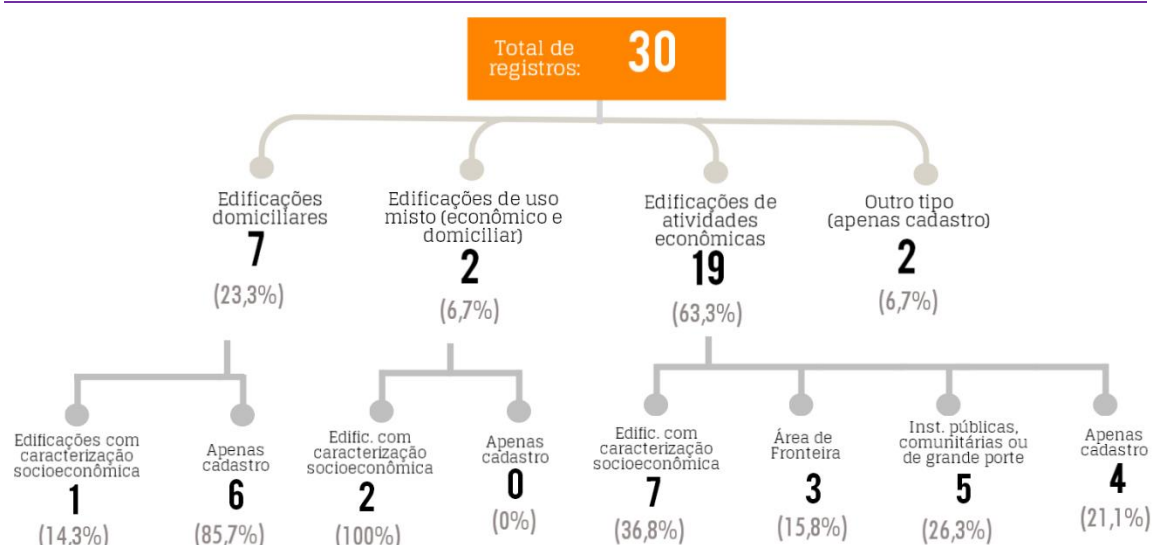 Total de
registros:
30
Edificações
domiciliares
7
(23,3%)
Edificações de uso
misto (econômico e
domiciliar)
2
(6,7%)
Edificações de
atividades
econômicas
19
(63,3%)
Outro tipo
(apenas cadastro)
2
(6,7%)
Edificações com
caracterização
socioeconômica
1
(14,3%)
Apenas
cadastro
6
(85,7%)
Edific. com
caracterização
socioeconômica
2
(100%)
Apenas
cadastro
0
(0%)
Edific. com
caracterização
socioeconômica
7
(36,8%)
Área de
Fronteira
3
(15,8%)
Inst. públicas,
comunitárias ou
de grande porte
5
(26,3%)
Apenas
cadastro
4
(21,1%)